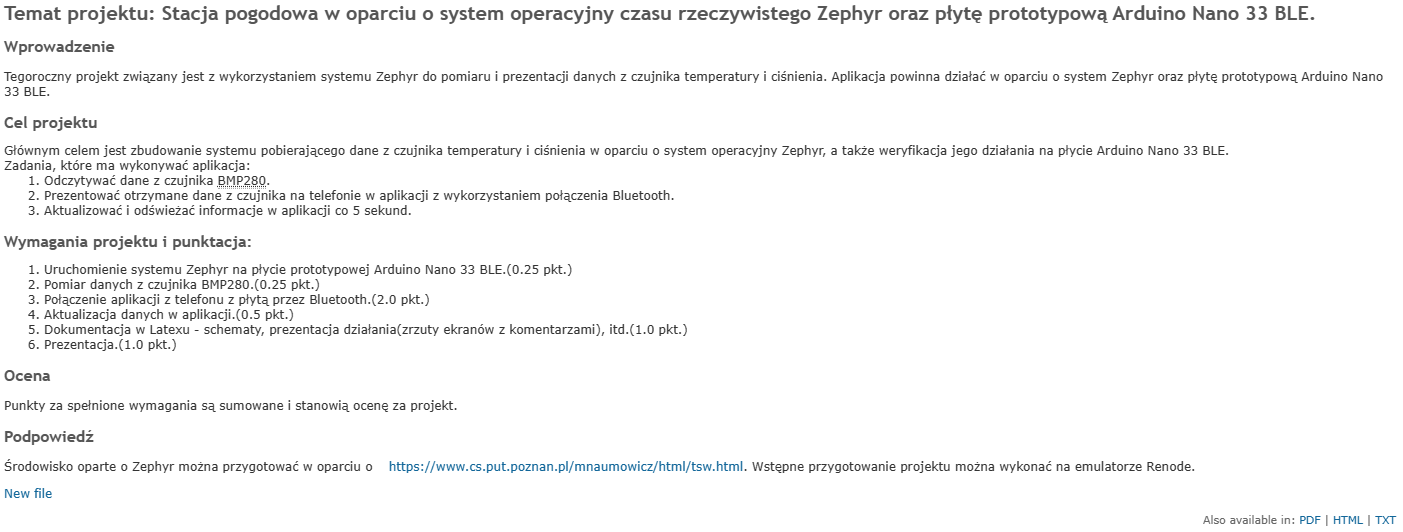 Temat projektu: Stacja pogodowa w oparciu o system operacyjny czasu rzeczywistego Zephyr oraz płytę prototypową Arduino Nano 33 BLE.
Wprowadzenie
Tegoroczny projekt związany jest z wykorzystaniem systemu Zephyr do pomiaru i prezentacji danych z czujnika temperatury i ciśnienia. Aplikacja powinna działać w oparciu o system Zephyr oraz płytę prototypową Arduino Nano
33 BLE.
Cel projektu
Głównym celem jest zbudowanie systemu pobierającego dane z czujnika temperatury i ciśnienia w oparciu o system operacyjny Zephyr, a także weryfikacja jego działania na płycie Arduino Nano 33 BLE.
Zadania, które ma wykonywać aplikacja:
1. Odczytywać dane z czujnika BMP280.
2. Prezentować otrzymane dane z czujnika na telefonie w aplikacji z wykorzystaniem połączenia Bluetooth.
3. Aktualizować i odświeżać informacje w aplikacji co 5 sekund.
Wymagania projektu i punktacja:
1. Uruchomienie systemu Zephyr na płycie prototypowej Arduino Nano 33 BLE.(0.25 pkt.)
2. Pomiar danych z czujnika BMP280.(0.25 pkt.)
3. Połączenie aplikacji z telefonu z płytą przez Bluetooth.(2.0 pkt.)
4. Aktualizacja danych w aplikacji.(0.5 pkt.)
5. Dokumentacja w Latexu - schematy, prezentacja działania(zrzuty ekranów z komentarzami), itd.(1.0 pkt.)
6. Prezentacja.(1.0 pkt.)
Ocena
Punkty za spełnione wymagania są sumowane i stanowią ocenę za projekt.
Podpowiedź
Środowisko oparte o Zephyr można przygotować w oparciu o https://www.cs.put.poznan.pl/mnaumowicz/html/tsw.html. Wstępne przygotowanie projektu można wykonać na emulatorze Renode.
New file
Also available in: PDF | HTML | TXT